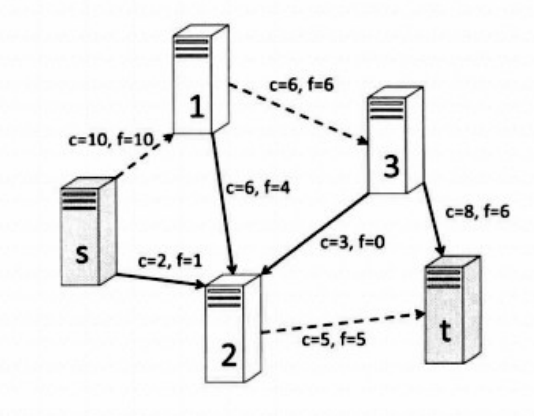 1
c=6, f=6
c=10, f=10
3
c=6, f=4
c=8, f=6
s
c=3, f=0
c=2, f=1
2
c=5, f=5
t